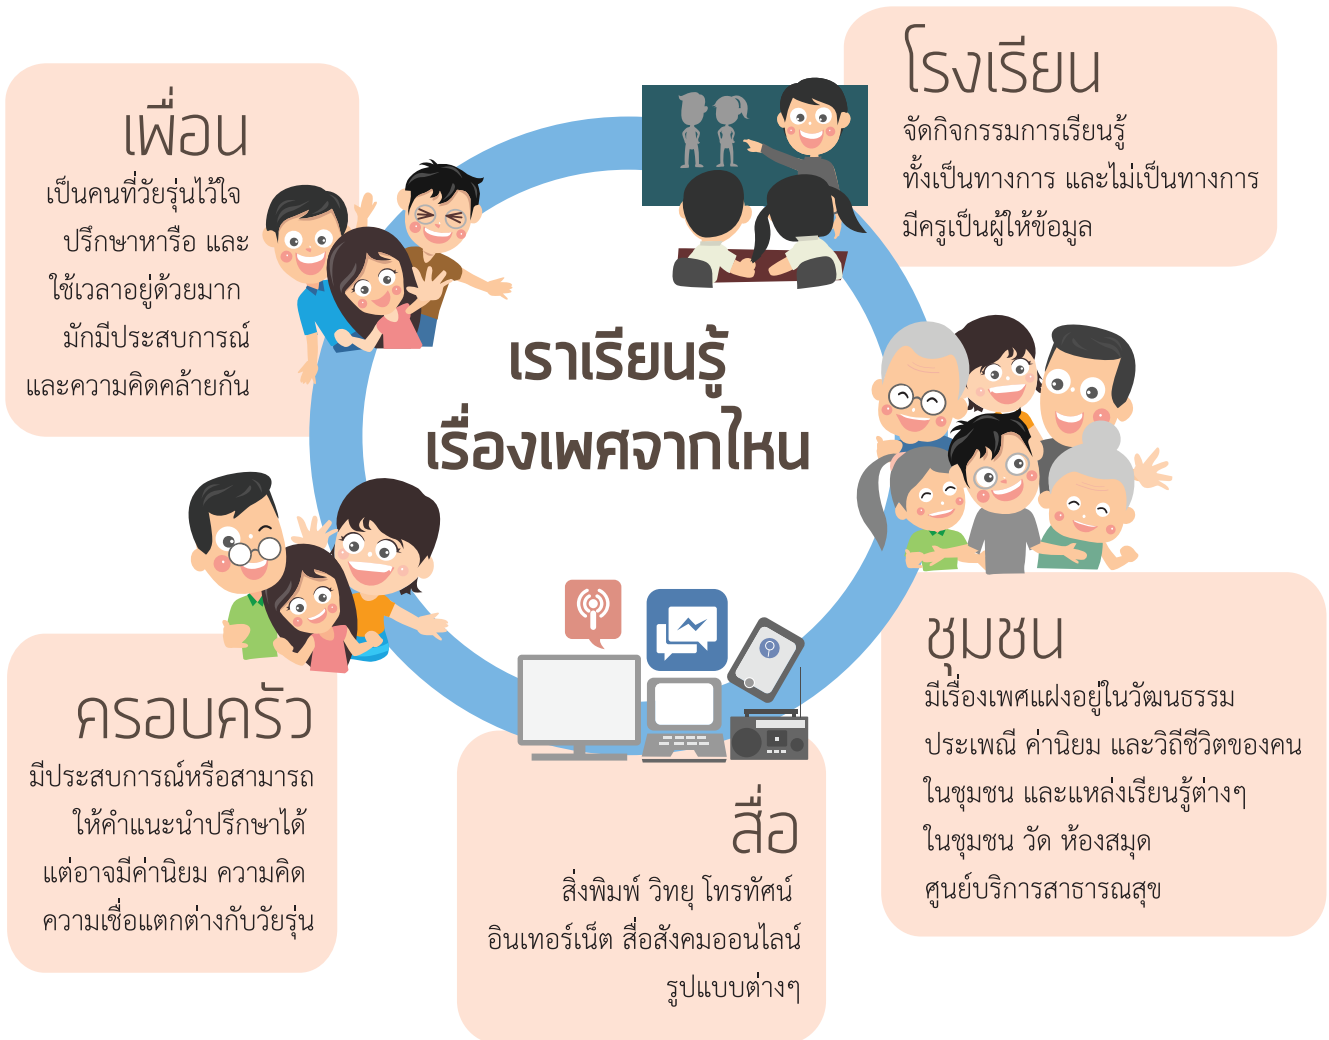 เราเรียนรู้
เรื่องเพศจากไหน
โรงเรียน
จัดกิจกรรมการเรียนรู้
ทั้งเป็นทางการ และไม่เป็นทางการ
มีครูเป็นผู้ให้ข้อมูล
ชุมชน
มีเรื่องเพศแฝงอยู่ในวัฒนธรรม
ประเพณี ค่านิยม และวิถีชีวิตของคน
ในชุมชน และแหล่งเรียนรู้ต่างๆ
ในชุมชน วัด ห้องสมุด
ศูนย์บริการสาธารณสุข
สื่อ
สิ่งพิมพ์ วิทยุ โทรทัศน์
อินเทอร์เน็ต สื่อสังคมออนไลน์
รูปแบบต่างๆ
ครอบครัว
มีประสบการณ์หรือสามารถ
ให้คำแนะนำปรึกษาได้
แต่อาจมีค่านิยม ความคิด
ความเชื่อแตกต่างกับวัยรุ่น
เพื่อน
เป็นคนที่วัยรุ่นไว้ใจ
ปรึกษาหารือ และ
ใช้เวลาอยู่ด้วยมาก
มักมีประสบการณ์
และความคิดคล้ายกัน